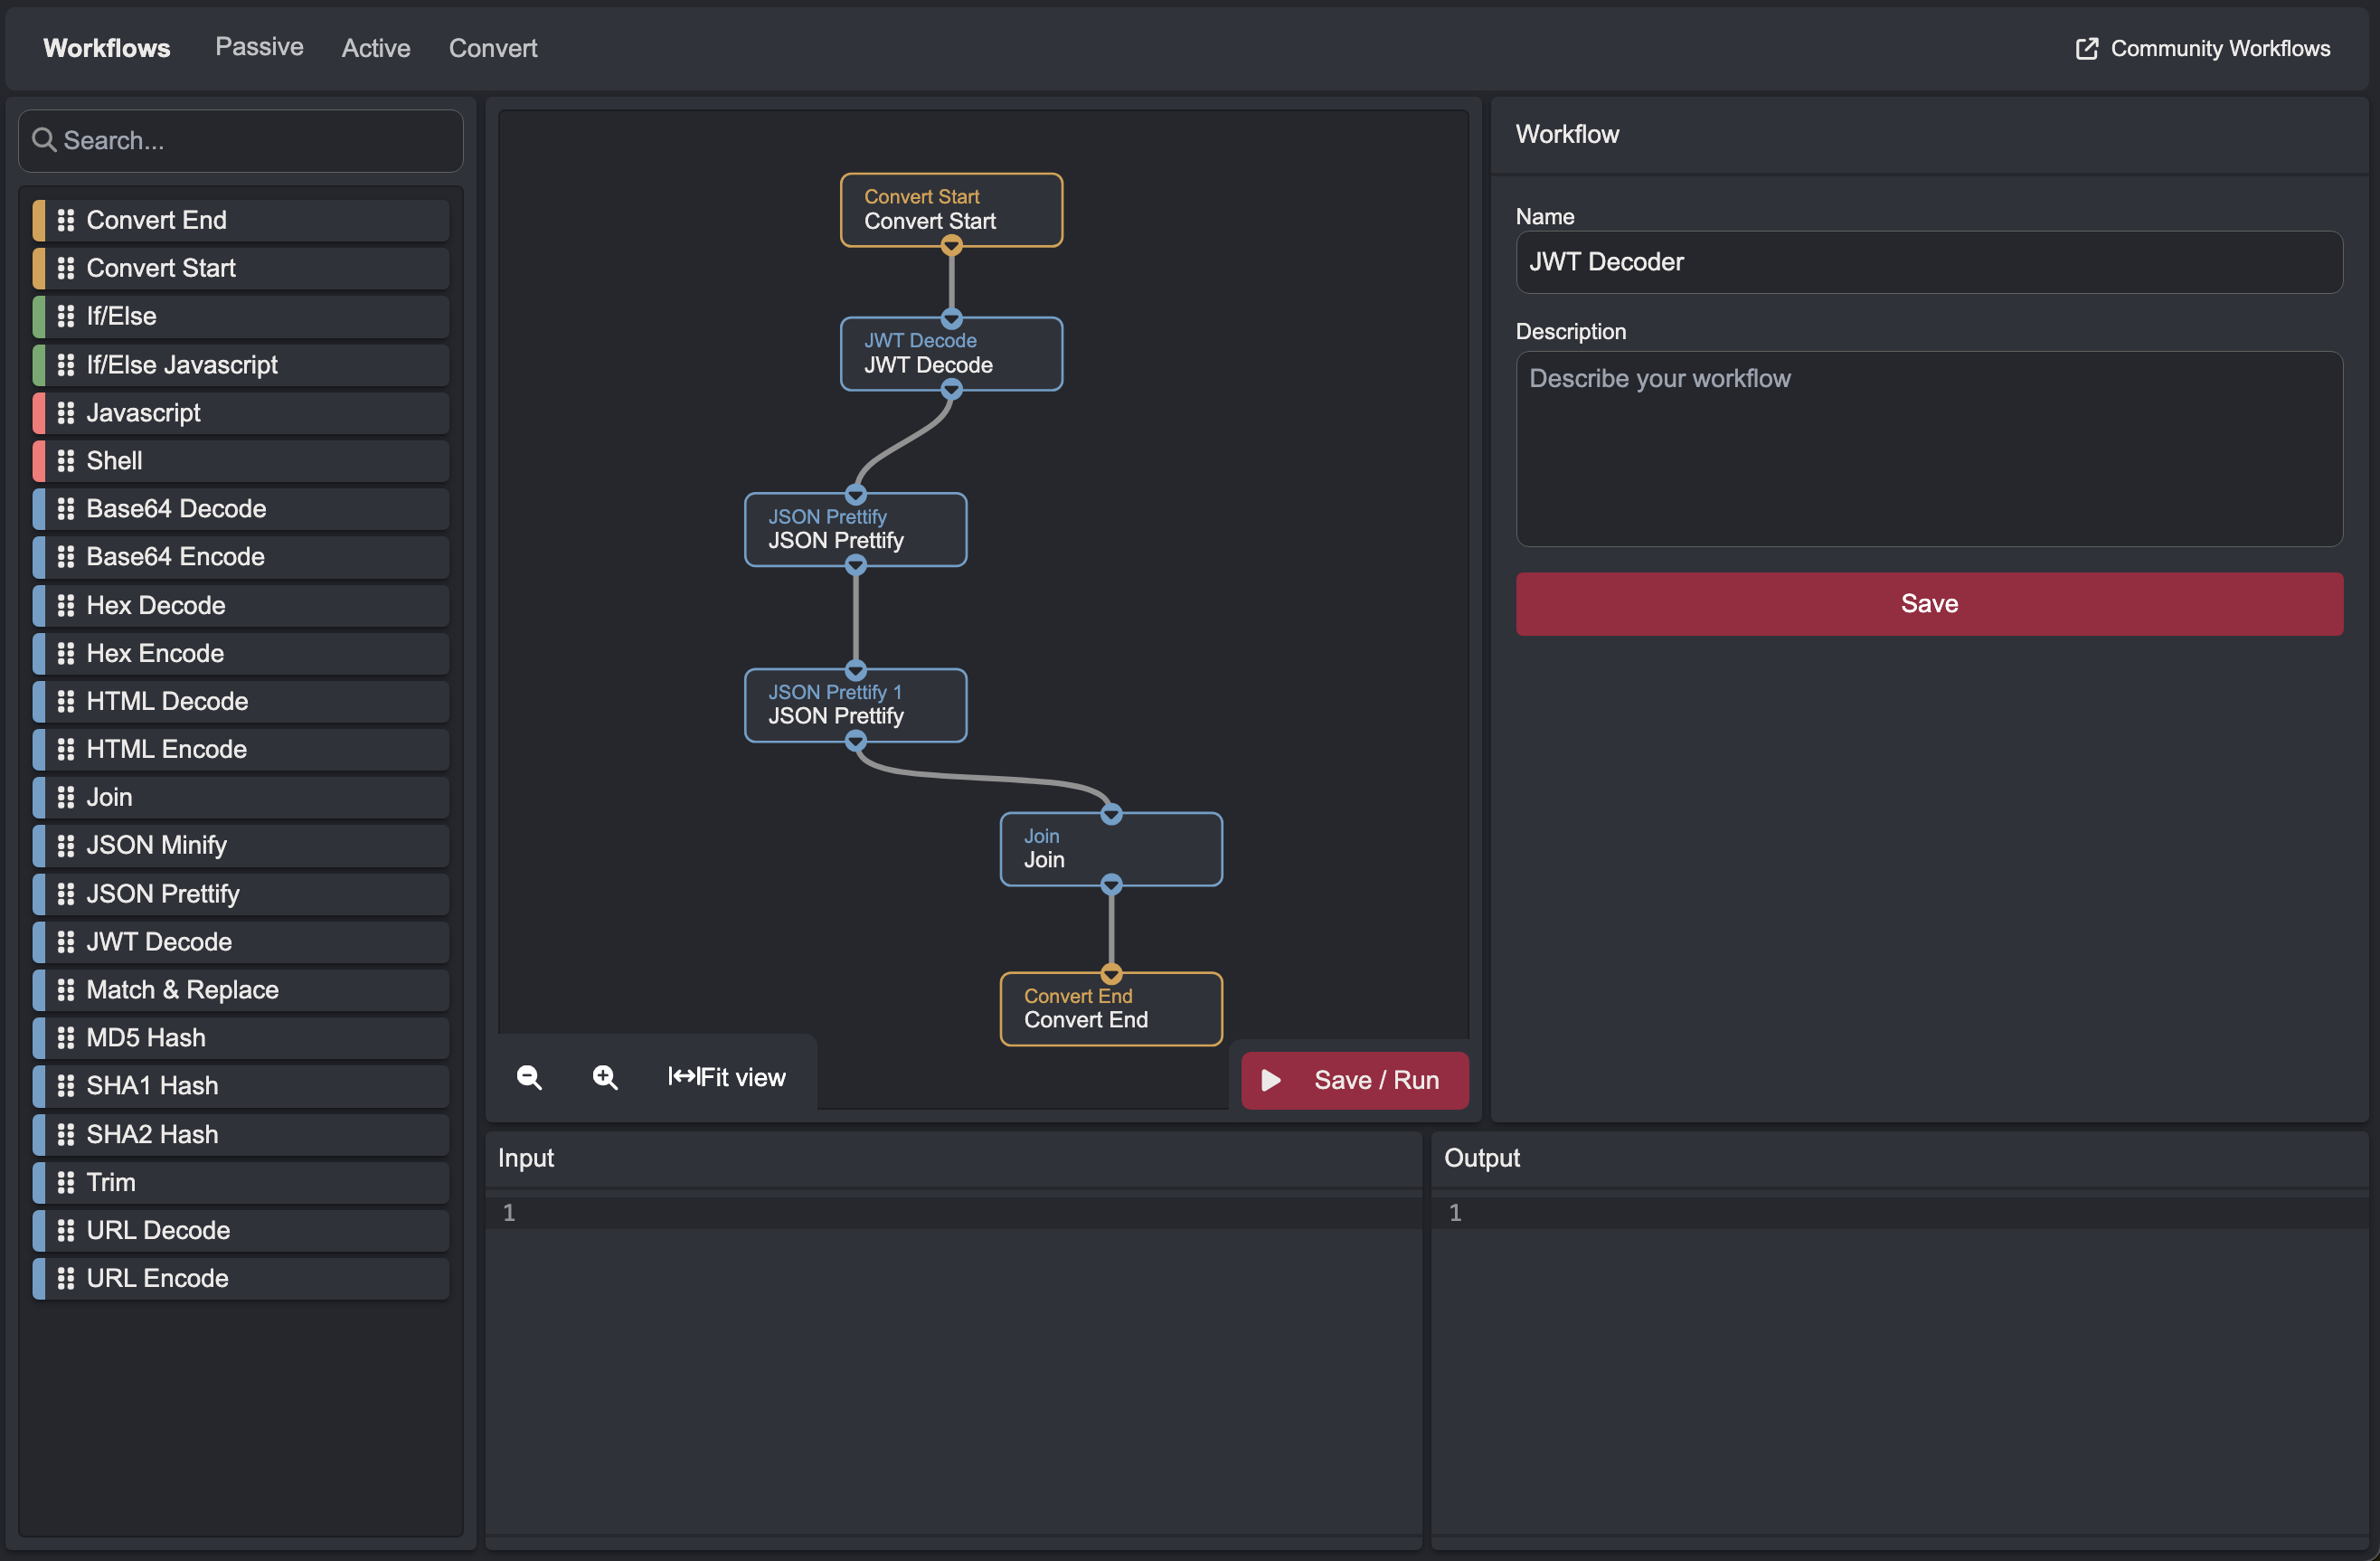 Workflows
Passive
Active
Convert
Community Workflows
Search...
Convert End
Convert Start
If/Else
If/Else Javascript
Javascript
Shell
Base64 Decode
Base64 Encode
Hex Decode
Hex Encode
HTML Decode
HTML Encode
Join
JSON Minify
JSON Prettify
JWT Decode
Match & Replace
MD5 Hash
SHA1 Hash
SHA2 Hash
Trim
URL Decode
URL Encode
Convert Start
Convert Start
JWT Decode
JWT Decode
JSON Prettify
JSON Prettify
JSON Prettify 1
JSON Prettify
Join
Join
Convert End
Convert End
Fit view
Save / Run
Workflow
Name
JWT Decoder
Description
Describe your workflow
Save
Input
1
Output
1